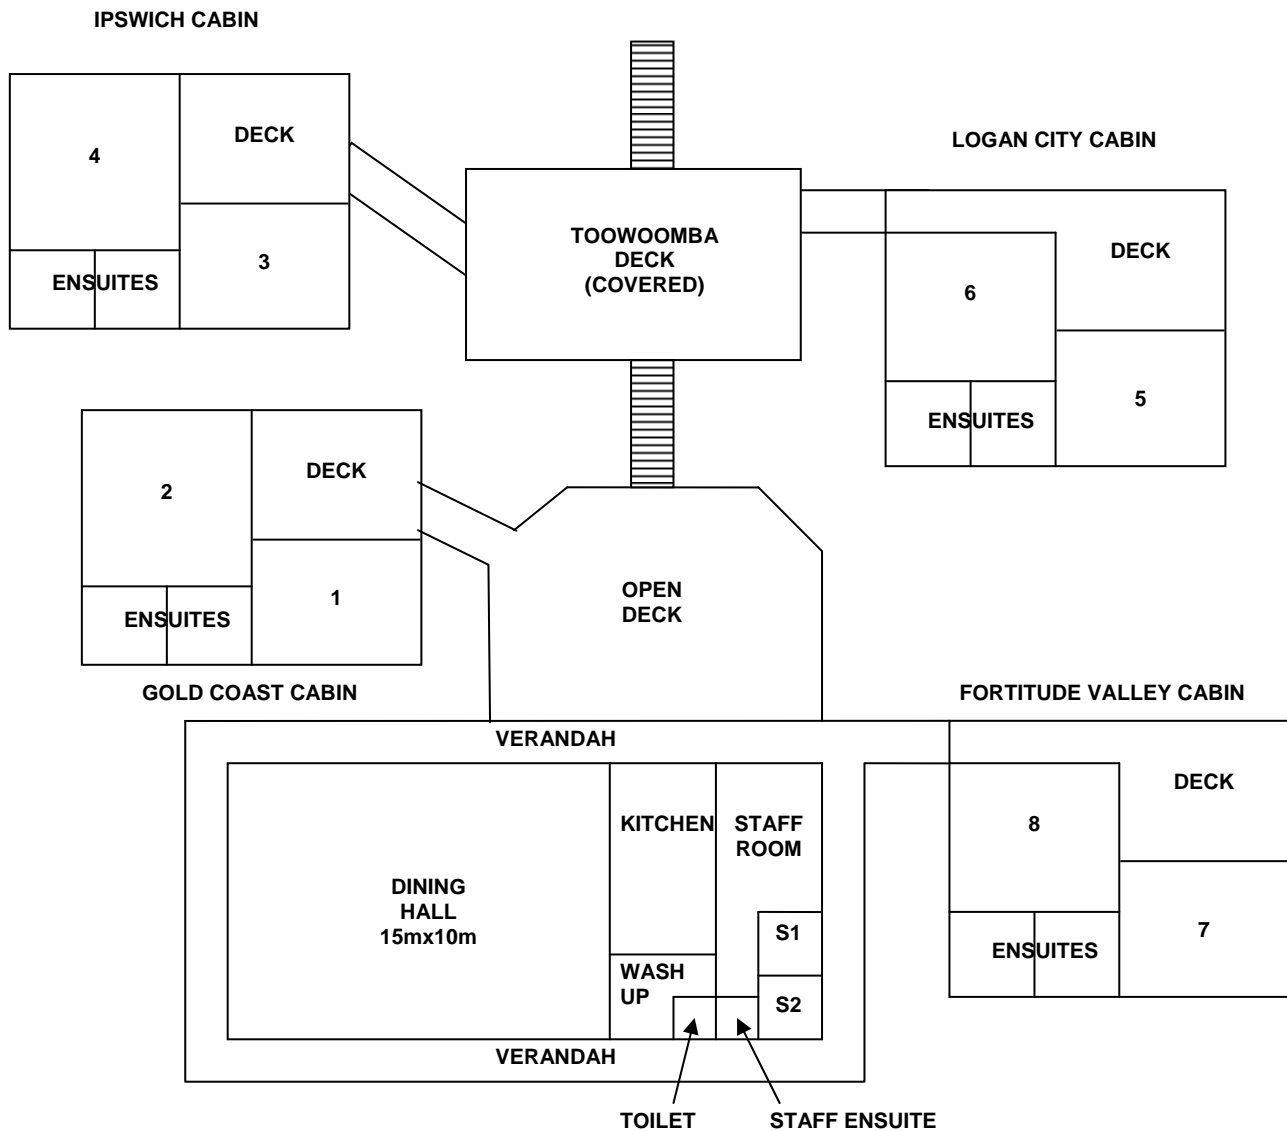 IPSWICH CABIN
DECK
4
3
ENSUITES
TOOWOOMBA
DECK
(COVERED)
LOGAN CITY CABIN
DECK
6
5
ENSUITES
DECK
2
1
ENSUITES
GOLD COAST CABIN
OPEN
DECK
FORTITUDE VALLEY CABIN
VERANDAH
DECK
8
7
ENSUITES
KITCHEN
STAFF
ROOM
DINING
HALL
15mx10m
S1
WASH
UP
S2
VERANDAH
TOILET
STAFF ENSUITE